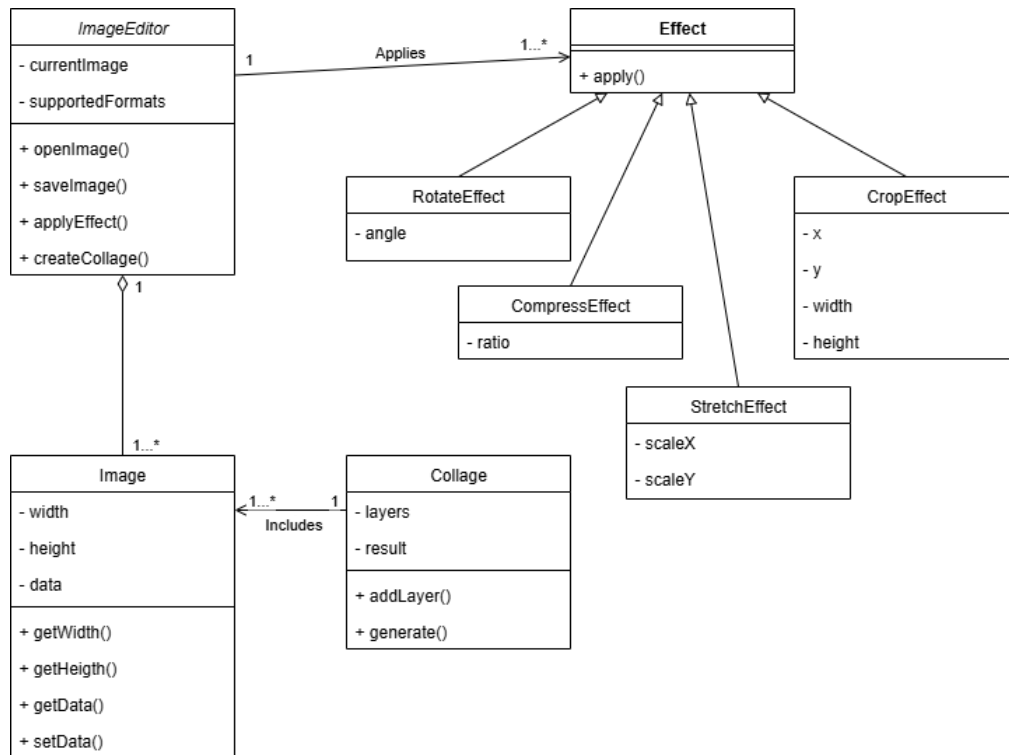 ImageEditor
- currentImage
- supportedFormats
+ openImage()
+ saveImage()
+ applyEffect()
+ createCollage()
1
Applies
1...*
Effect
+ apply()
RotateEffect
- angle
CompressEffect
- ratio
StretchEffect
- scaleX
- scaleY
CropEffect
- x
- y
- width
- height
1
1...*
Image
- width
- height
- data
+ getWidth()
+ getHeigth()
+ getData()
+ setData()
1...*
1
Includes
Collage
- layers
- result
+ addLayer()
+ generate()